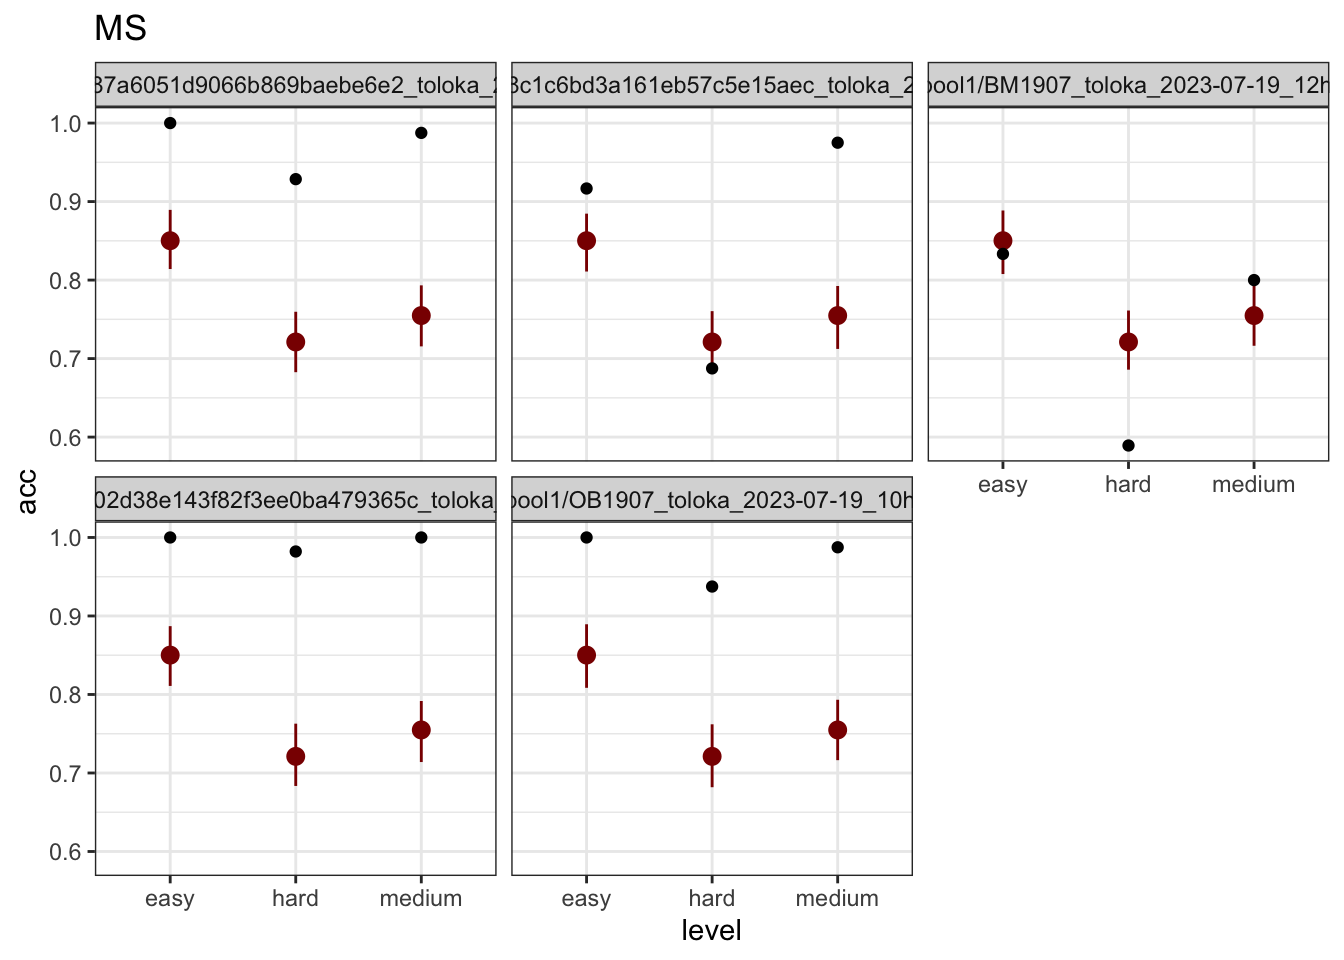 MS
37a6051d9066b869baebe6e2_toloka_2
3c1c6bd3a161eb57c5e15aec_toloka_2
pool1/BM1907_toloka_2023-07-19_12h
1.0
0.9
0.8
0.7
0.6
easy hard medium
acc
02d38e143f82f3ee0ba479365c_toloka_
pool1/OB1907_toloka_2023-07-19_10h
1.0
0.9
0.8
0.7
0.6
easy hard medium
easy hard medium
level